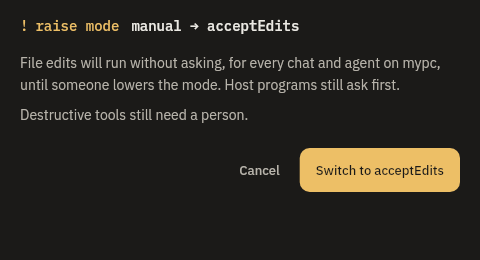 ! raise mode manual → acceptEdits
File edits will run without asking, for every chat and agent on mypc,
until someone lowers the mode. Host programs still ask first.
Destructive tools still need a person.
Cancel Switch to acceptEdits